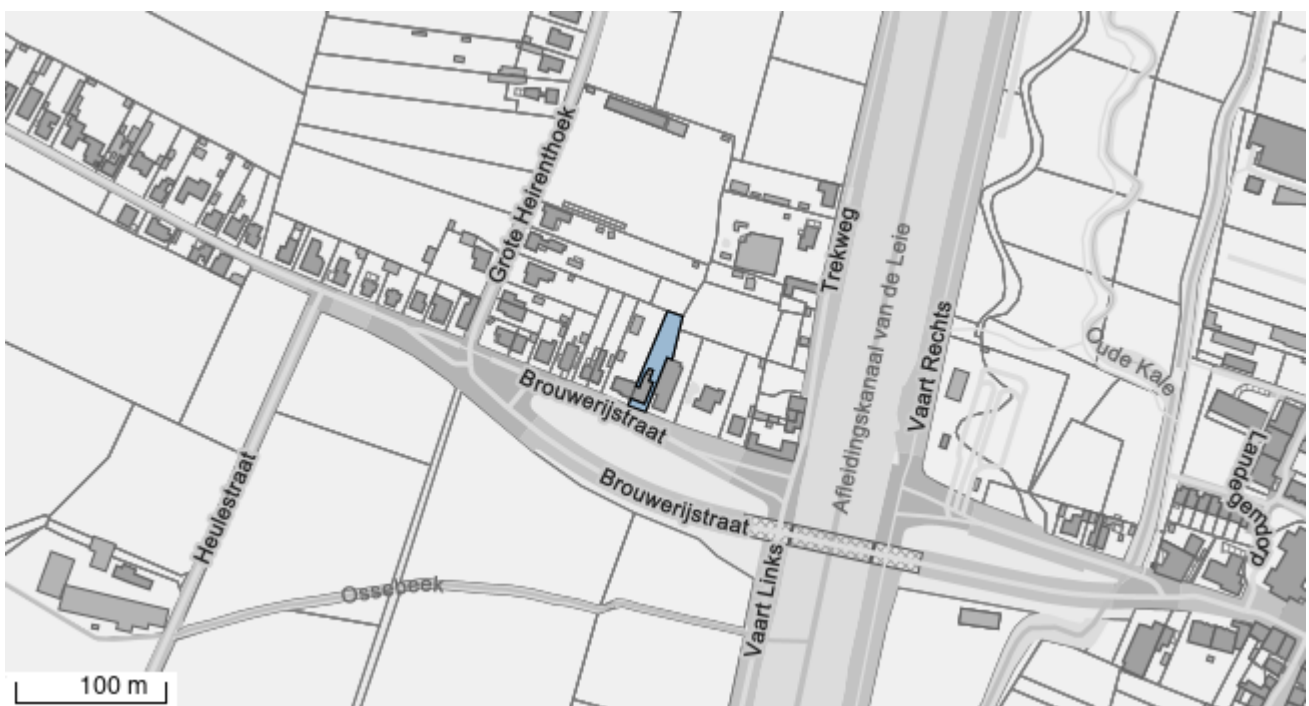 Grote Heirenthoek
Trekweg
Afleidingskanaal van de Leie
Vaart Rechts
Oude Kale
Brouwerijstraat
Landegemdorp
Heulestraat
Brouwerijstraat
Ossebeek
Vaart Links
100 m